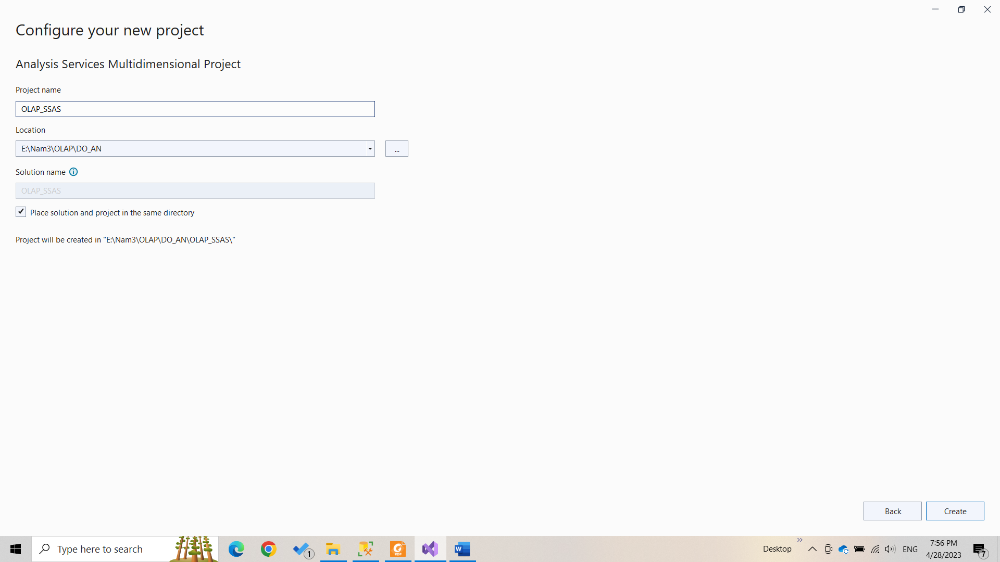 Configure your new project
Analysis Services Multidimensional Project
Project name
OLAP_SSAS
Location
E:\Nam3\OLAP\DO_AN
...
Solution name
OLAP_SSAS
Place solution and project in the same directory
Project will be created in "E:\Nam3\OLAP\DO_AN\OLAP_SSAS\"
Back
Create
Type here to search
1
PDF
W
Desktop
ENG
7:56 PM
4/28/2023
7